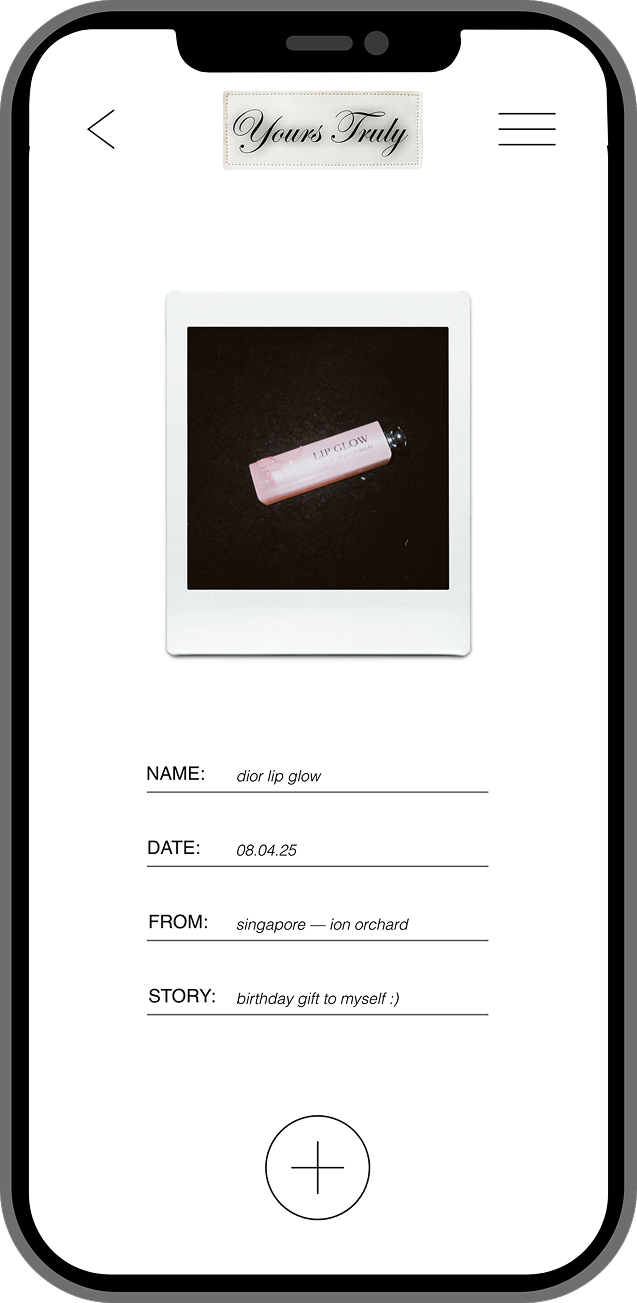 Yours Truly
LIP GLOW
NAME: dior lip glow
DATE: 08.04.25
FROM: singapore — ion orchard
STORY: birthday gift to myself :)